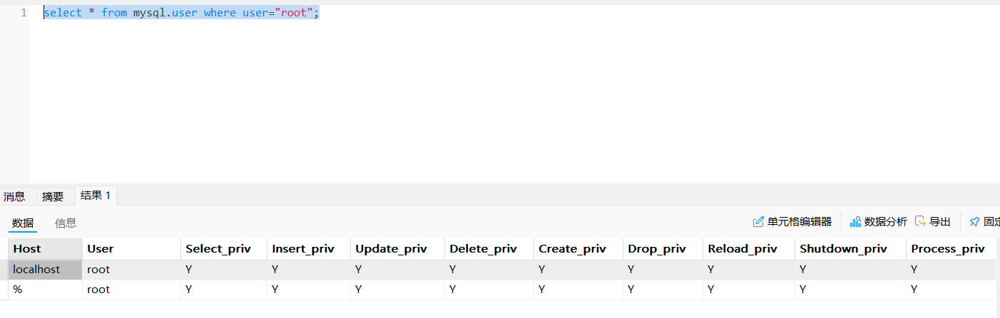 1 select * from mysql.user where user="root";
消息 摘要 结果 1
数据 信息 单元格编辑器 数据分析 导出 固定
Host User Select_priv Insert_priv Update_priv Delete_priv Create_priv Drop_priv Reload_priv Shutdown_priv Process_priv
localhost root Y Y Y Y Y Y Y Y Y
% root Y Y Y Y Y Y Y Y Y